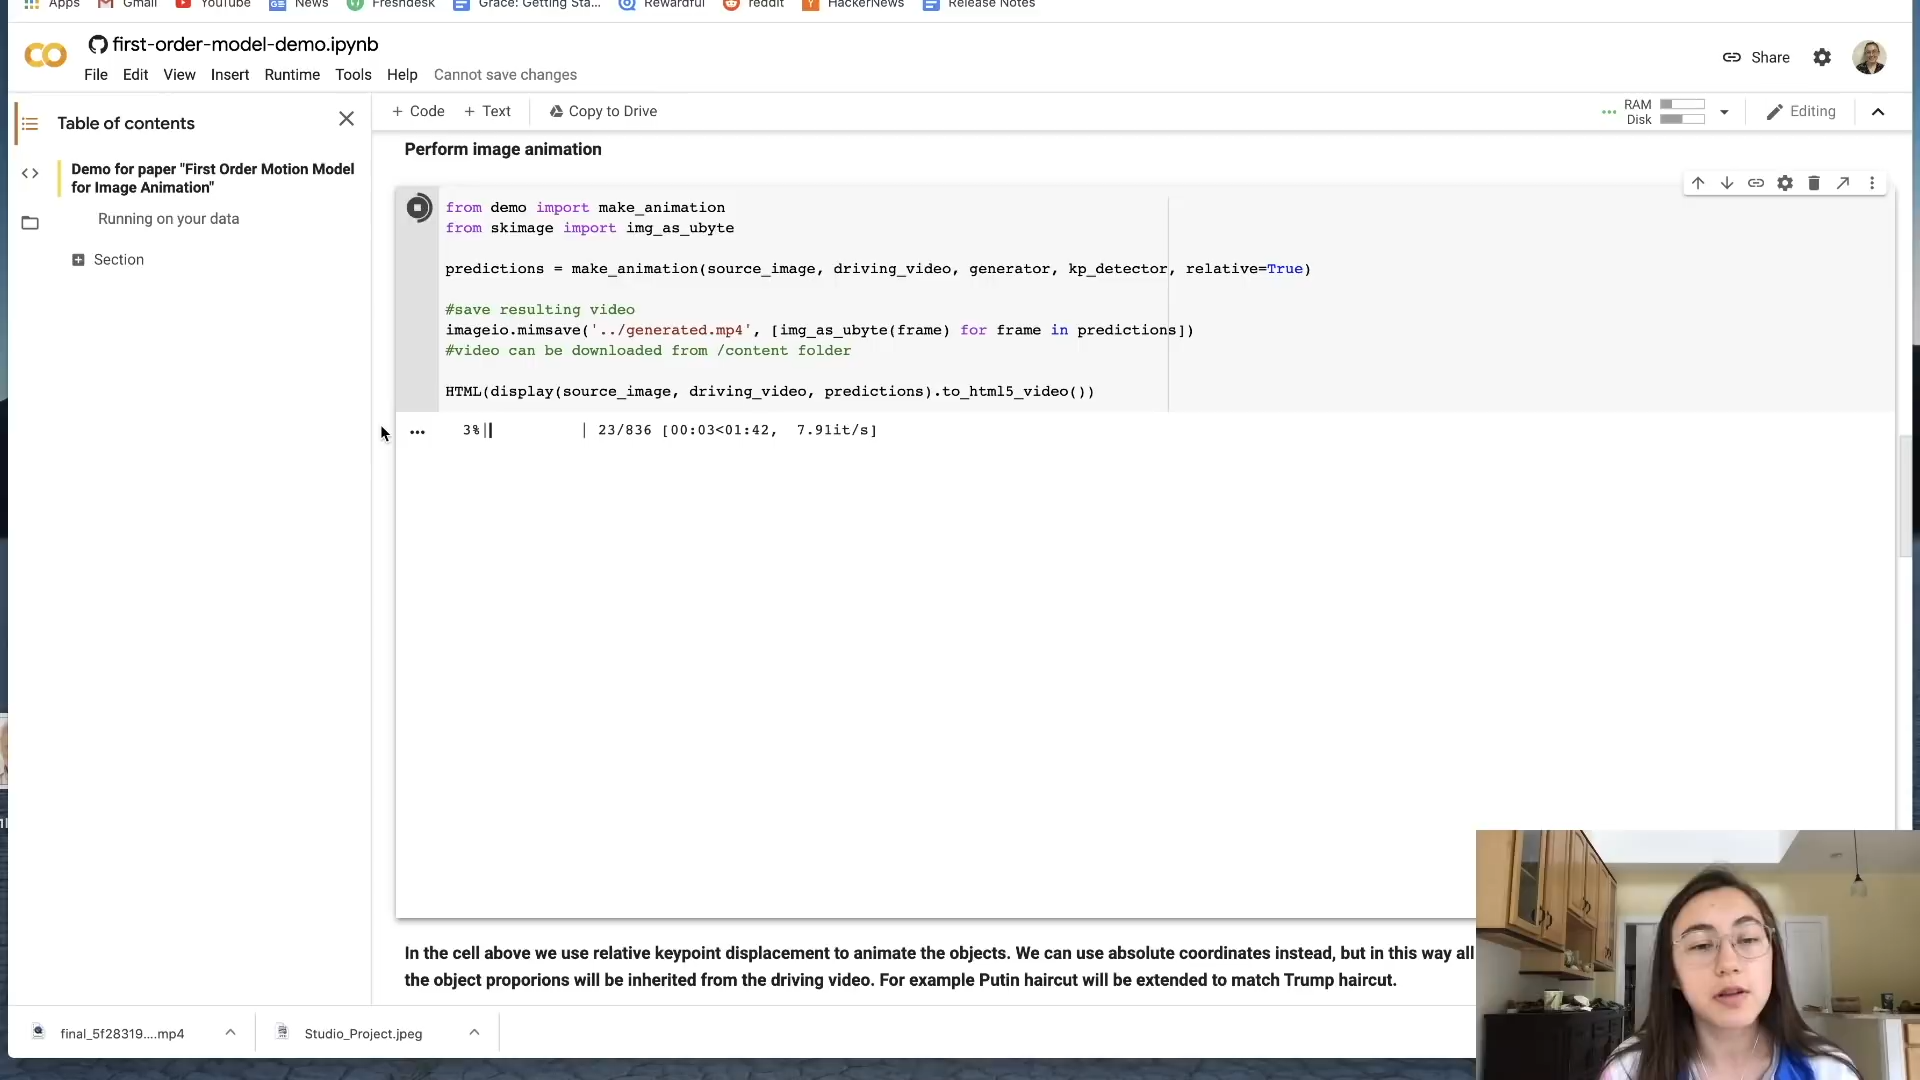 Apps Gmail YouTube News Freshdesk Grace: Getting Sta... Rewardful reddit HackerNews Release Notes
first-order-model-demo.ipynb
Share
File Edit View Insert Runtime Tools Help Cannot save changes
+ Code + Text Copy to Drive
RAM
Disk
Editing
Table of contents
Demo for paper "First Order Motion Model
for Image Animation"
Running on your data
Section
Perform image animation
from demo import make_animation
from skimage import img_as_ubyte
predictions = make_animation(source_image, driving_video, generator, kp_detector, relative=True)
#save resulting video
imageio.mimsave('../generated.mp4', [img_as_ubyte(frame) for frame in predictions])
#video can be downloaded from /content folder
HTML(display(source_image, driving_video, predictions).to_html5_video())
3%| | 23/836 [00:03<01:42, 7.91it/s]
In the cell above we use relative keypoint displacement to animate the objects. We can use absolute coordinates instead, but in this way all
the object proporions will be inherited from the driving video. For example Putin haircut will be extended to match Trump haircut.
final_5f28319....mp4
Studio_Project.jpeg